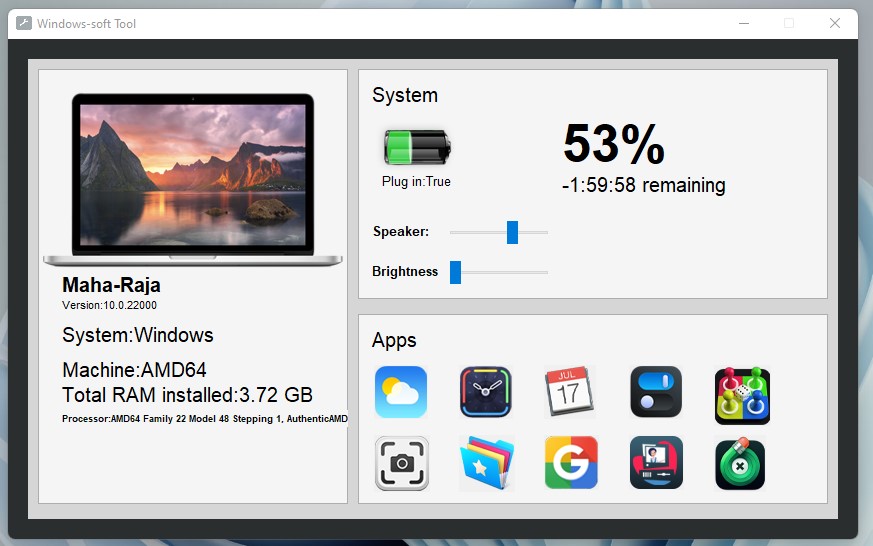 Windows-soft Tool
Maha-Raja
Version:10.0.22000
System:Windows
Machine:AMD64
Total RAM installed:3.72 GB
Processor:AMD64 Family 22 Model 48 Stepping 1, AuthenticAMD
System
Plug in:True
53%
-1:59:58 remaining
Speaker:
Brightness
Apps
JUL
17
G